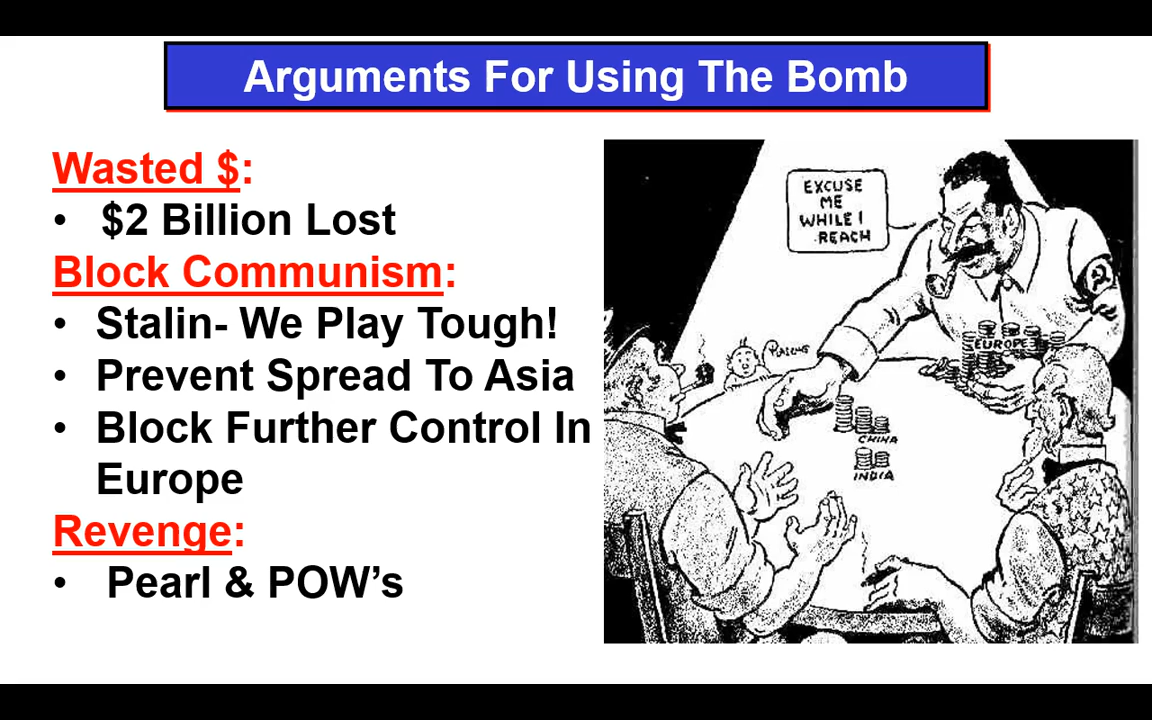 Arguments For Using The Bomb
Wasted $:
• $2 Billion Lost
Block Communism:
• Stalin- We Play Tough!
• Prevent Spread To Asia
• Block Further Control In
Europe
Revenge:
• Pearl & POW's
EXCUSE
ME
WHILE I
REACH
EUROPE
CHINA
INDIA